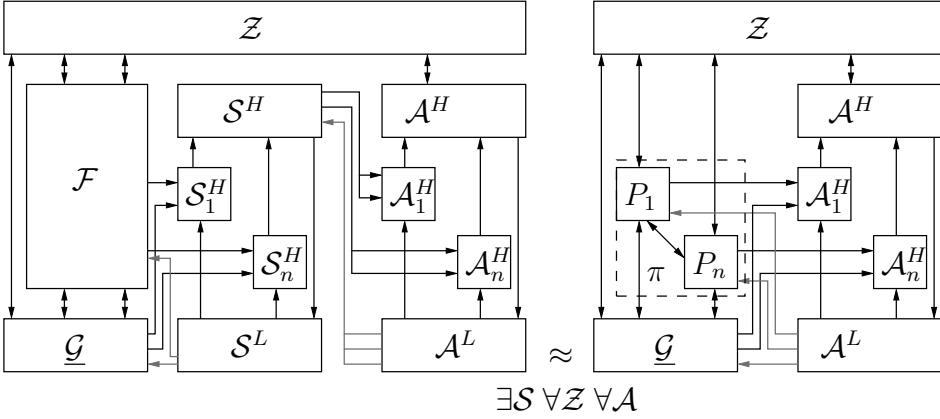 𝒵 𝒵
𝒮^H 𝒜^H 𝒜^H
ℱ 𝒮_1^H 𝒜_1^H P_1 𝒜_1^H
𝒮_n^H 𝒜_n^H π P_n 𝒜_n^H
𝒢̲ 𝒮^L 𝒜^L ≈ 𝒢̲ 𝒜^L
∃𝒮 ∀𝒵 ∀𝒜